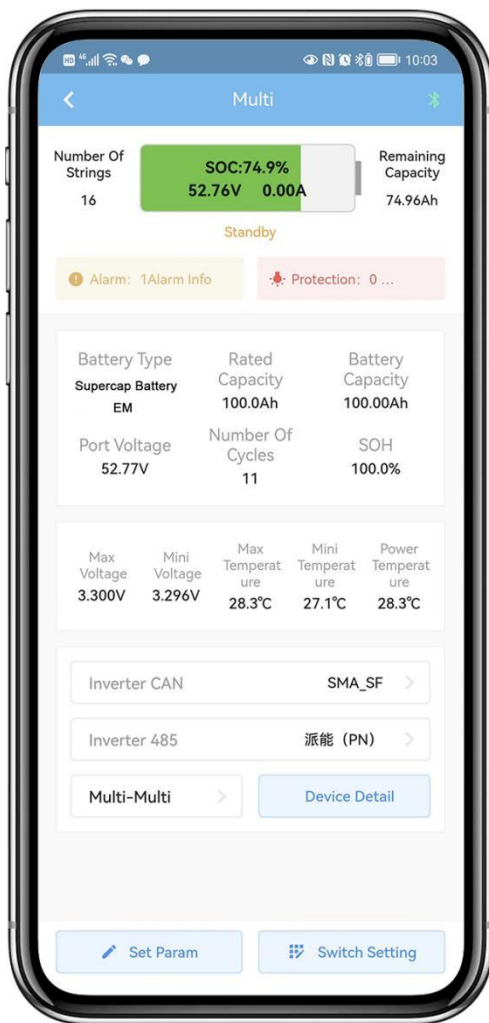 HD 46 10:03
Multi
Number Of
Strings
16
SOC:74.9%
52.76V 0.00A
Remaining
Capacity
74.96Ah
Standby
Alarm: 1Alarm Info
Protection: 0 ...
Battery Type
Supercap Battery
EM
Rated
Capacity
100.0Ah
Battery
Capacity
100.00Ah
Port Voltage
52.77V
Number Of
Cycles
11
SOH
100.0%
Max
Voltage
3.300V
Mini
Voltage
3.296V
Max
Temperat
ure
28.3℃
Mini
Temperat
ure
27.1℃
Power
Temperat
ure
28.3℃
Inverter CAN
SMA_SF
Inverter 485
派能（PN）
Multi-Multi
Device Detail
Set Param
Switch Setting